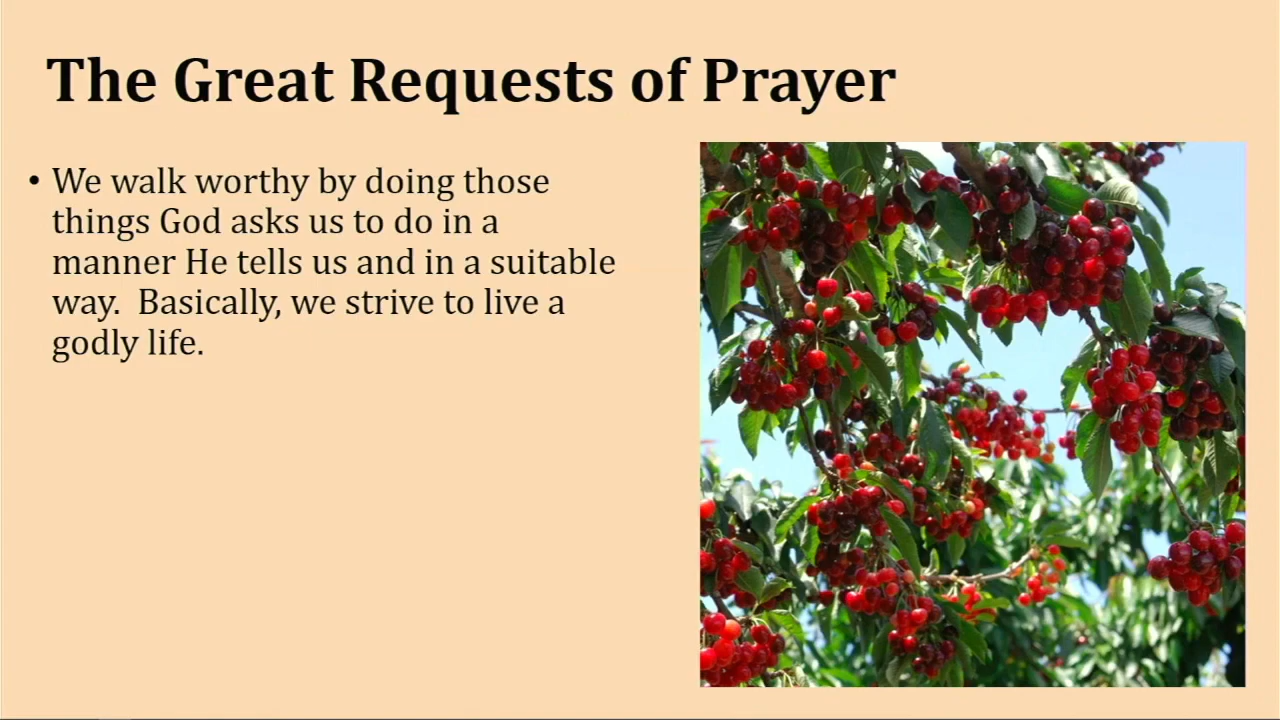 The Great Requests of Prayer
• We walk worthy by doing those
things God asks us to do in a
manner He tells us and in a suitable
way.  Basically, we strive to live a
godly life.